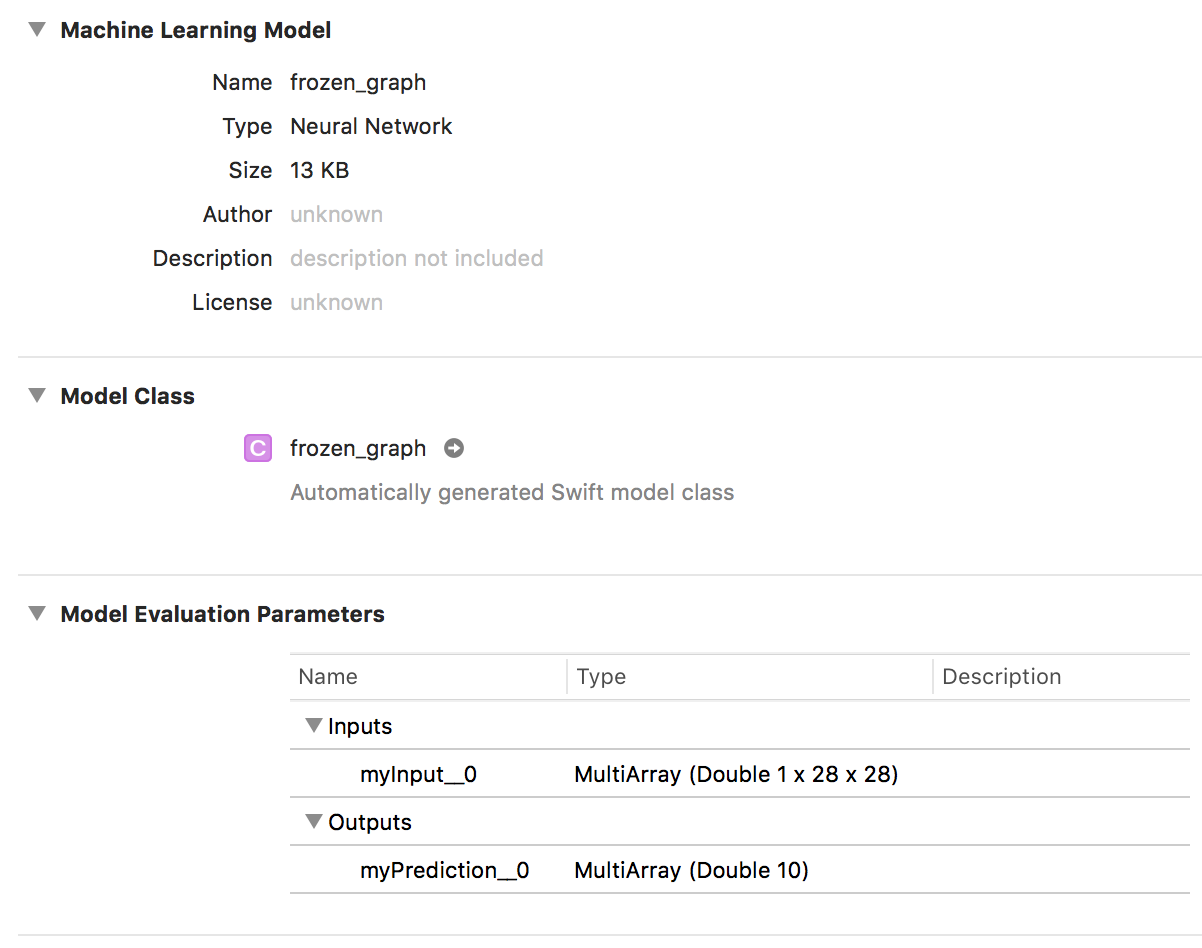 Machine Learning Model
Name frozen_graph
Type Neural Network
Size 13 KB
Author unknown
Description description not included
License unknown
Model Class
C frozen_graph
Automatically generated Swift model class
Model Evaluation Parameters
Name Type Description
Inputs
myInput__0 MultiArray (Double 1 x 28 x 28)
Outputs
myPrediction__0 MultiArray (Double 10)